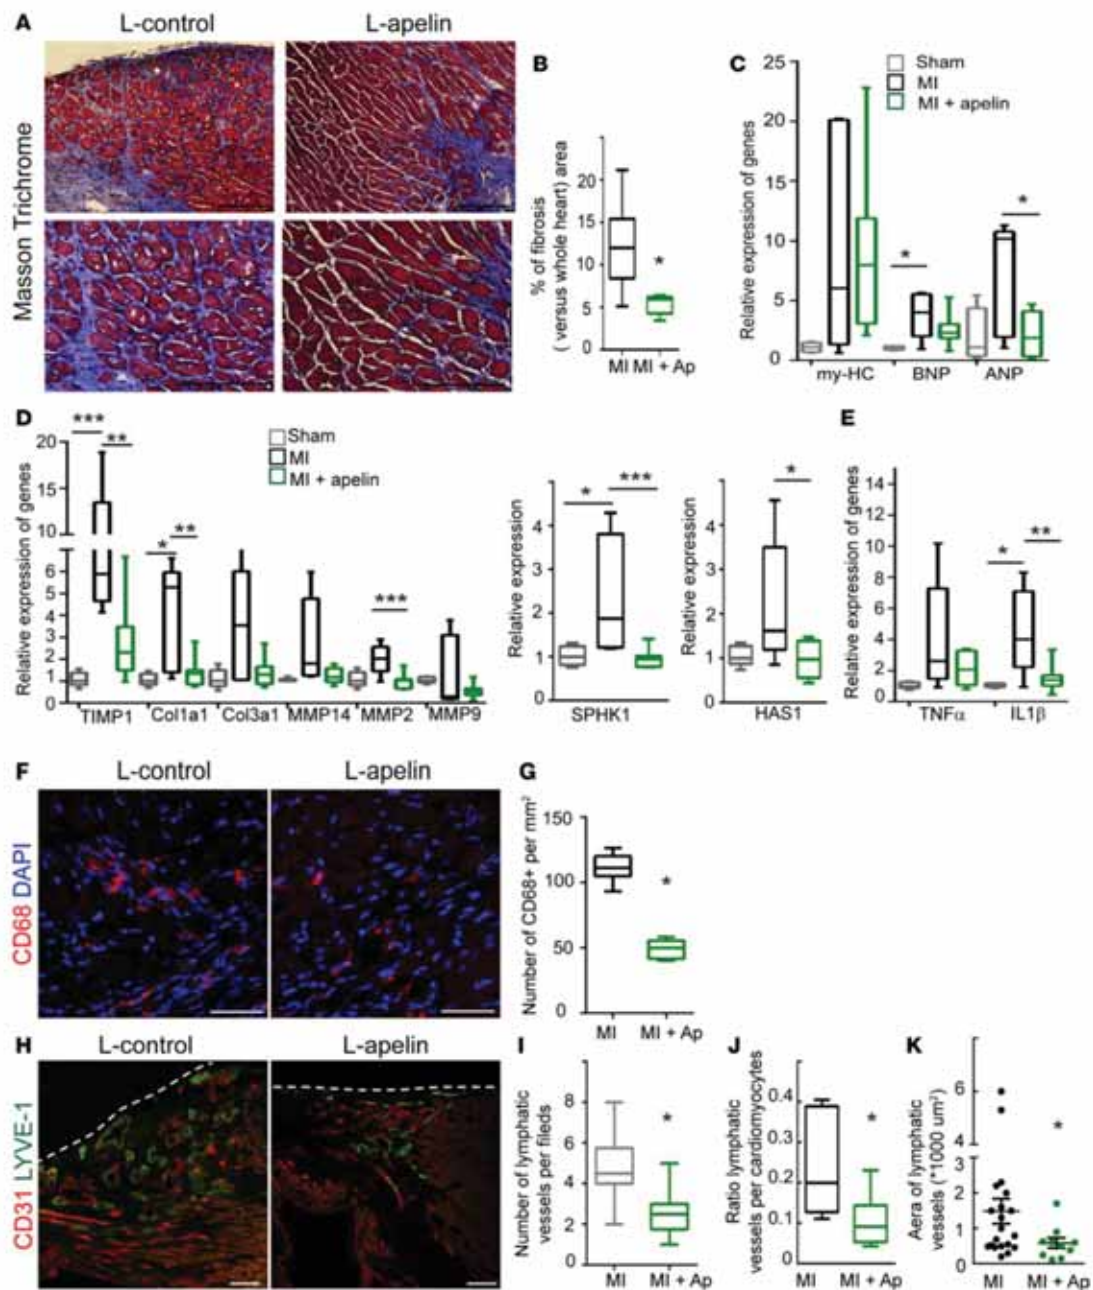 A
L-control
L-apelin
Masson Trichrome
B
% of fibrosis
( versus whole heart) area
20
15
10
5
0
MI MI + Ap
*
C
Relative expression of genes
25
20
15
10
5
0
Sham
MI
MI + apelin
*
*
my-HC BNP ANP
D
Relative expression of genes
20
15
10
6
5
4
3
2
1
0
*** **
* **
***
Sham
MI
MI + apelin
TIMP1 Col1a1 Col3a1 MMP14 MMP2 MMP9
Relative expression
4
3
2
1
0
* ***
SPHK1
Relative expression
4
3
2
1
0
*
HAS1
E
Relative expression of genes
14
12
10
8
6
4
2
0
* **
TNFα IL1β
F
L-control
L-apelin
CD68 DAPI
G
Number of CD68+ per mm²
150
100
50
0
*
MI MI + Ap
H
L-control
L-apelin
CD31 LYVE-1
I
Number of lymphatic
vessels per fileds
8
6
4
2
0
*
MI MI + Ap
J
Ratio lymphatic
vessels per cardiomyocytes
0.4
0.3
0.2
0.1
0.0
*
MI MI + Ap
K
Aera of lymphatic
vessels (*1000 um²)
6
4
3
2
1
0
*
MI MI + Ap